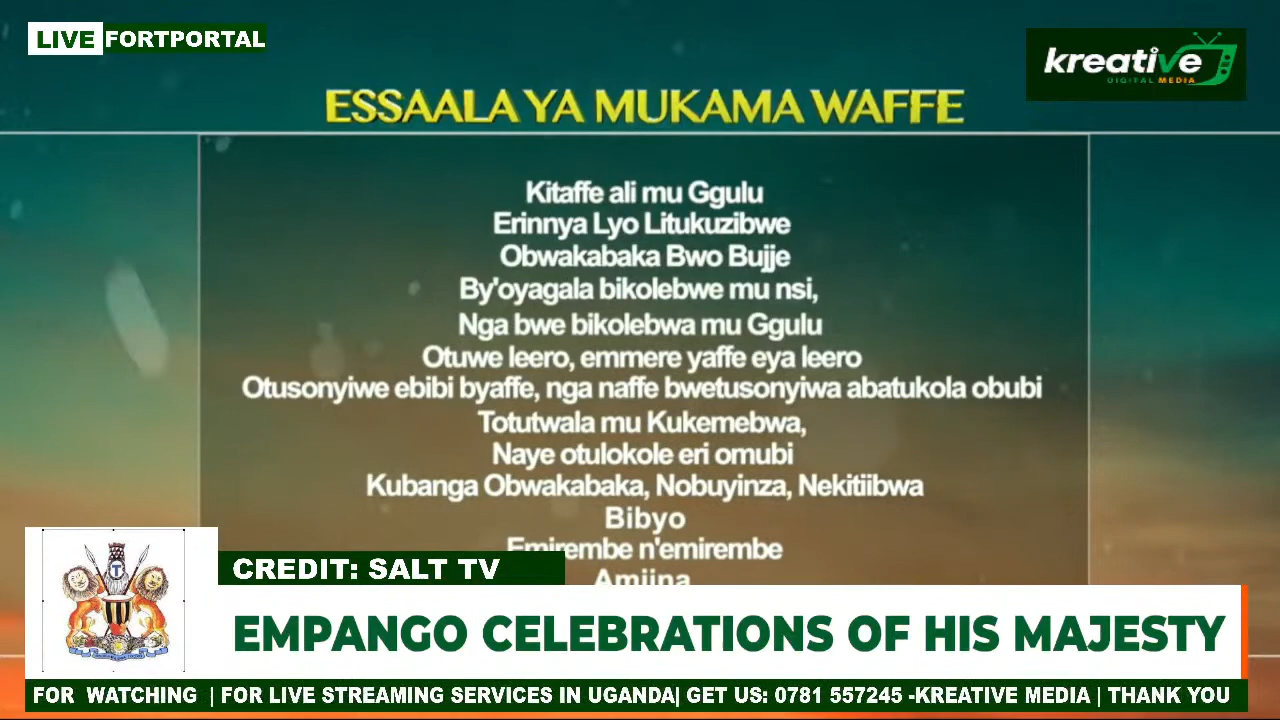 LIVE FORTPORTAL
kreative
DIGITAL MEDIA
ESSAALA YA MUKAMA WAFFE
Kitaffe ali mu Ggulu
Erinnya Lyo Litukuzibwe
Obwakabaka Bwo Bujje
By'oyagala bikolebwe mu nsi,
Nga bwe bikolebwa mu Ggulu
Otuwe leero, emmere yaffe eya leero
Otusonyiwe ebibi byaffe, nga naffe bwetusonyiwa abatukola obubi
Totutwala mu Kukemebwa,
Naye otulokole eri omubi
Kubanga Obwakabaka, Nobuyinza, Nekitiibwa
Bibyo
Emirembe n'emirembe
Amiina
CREDIT: SALT TV
EMPANGO CELEBRATIONS OF HIS MAJESTY
FOR WATCHING | FOR LIVE STREAMING SERVICES IN UGANDA| GET US: 0781 557245 -KREATIVE MEDIA | THANK YOU